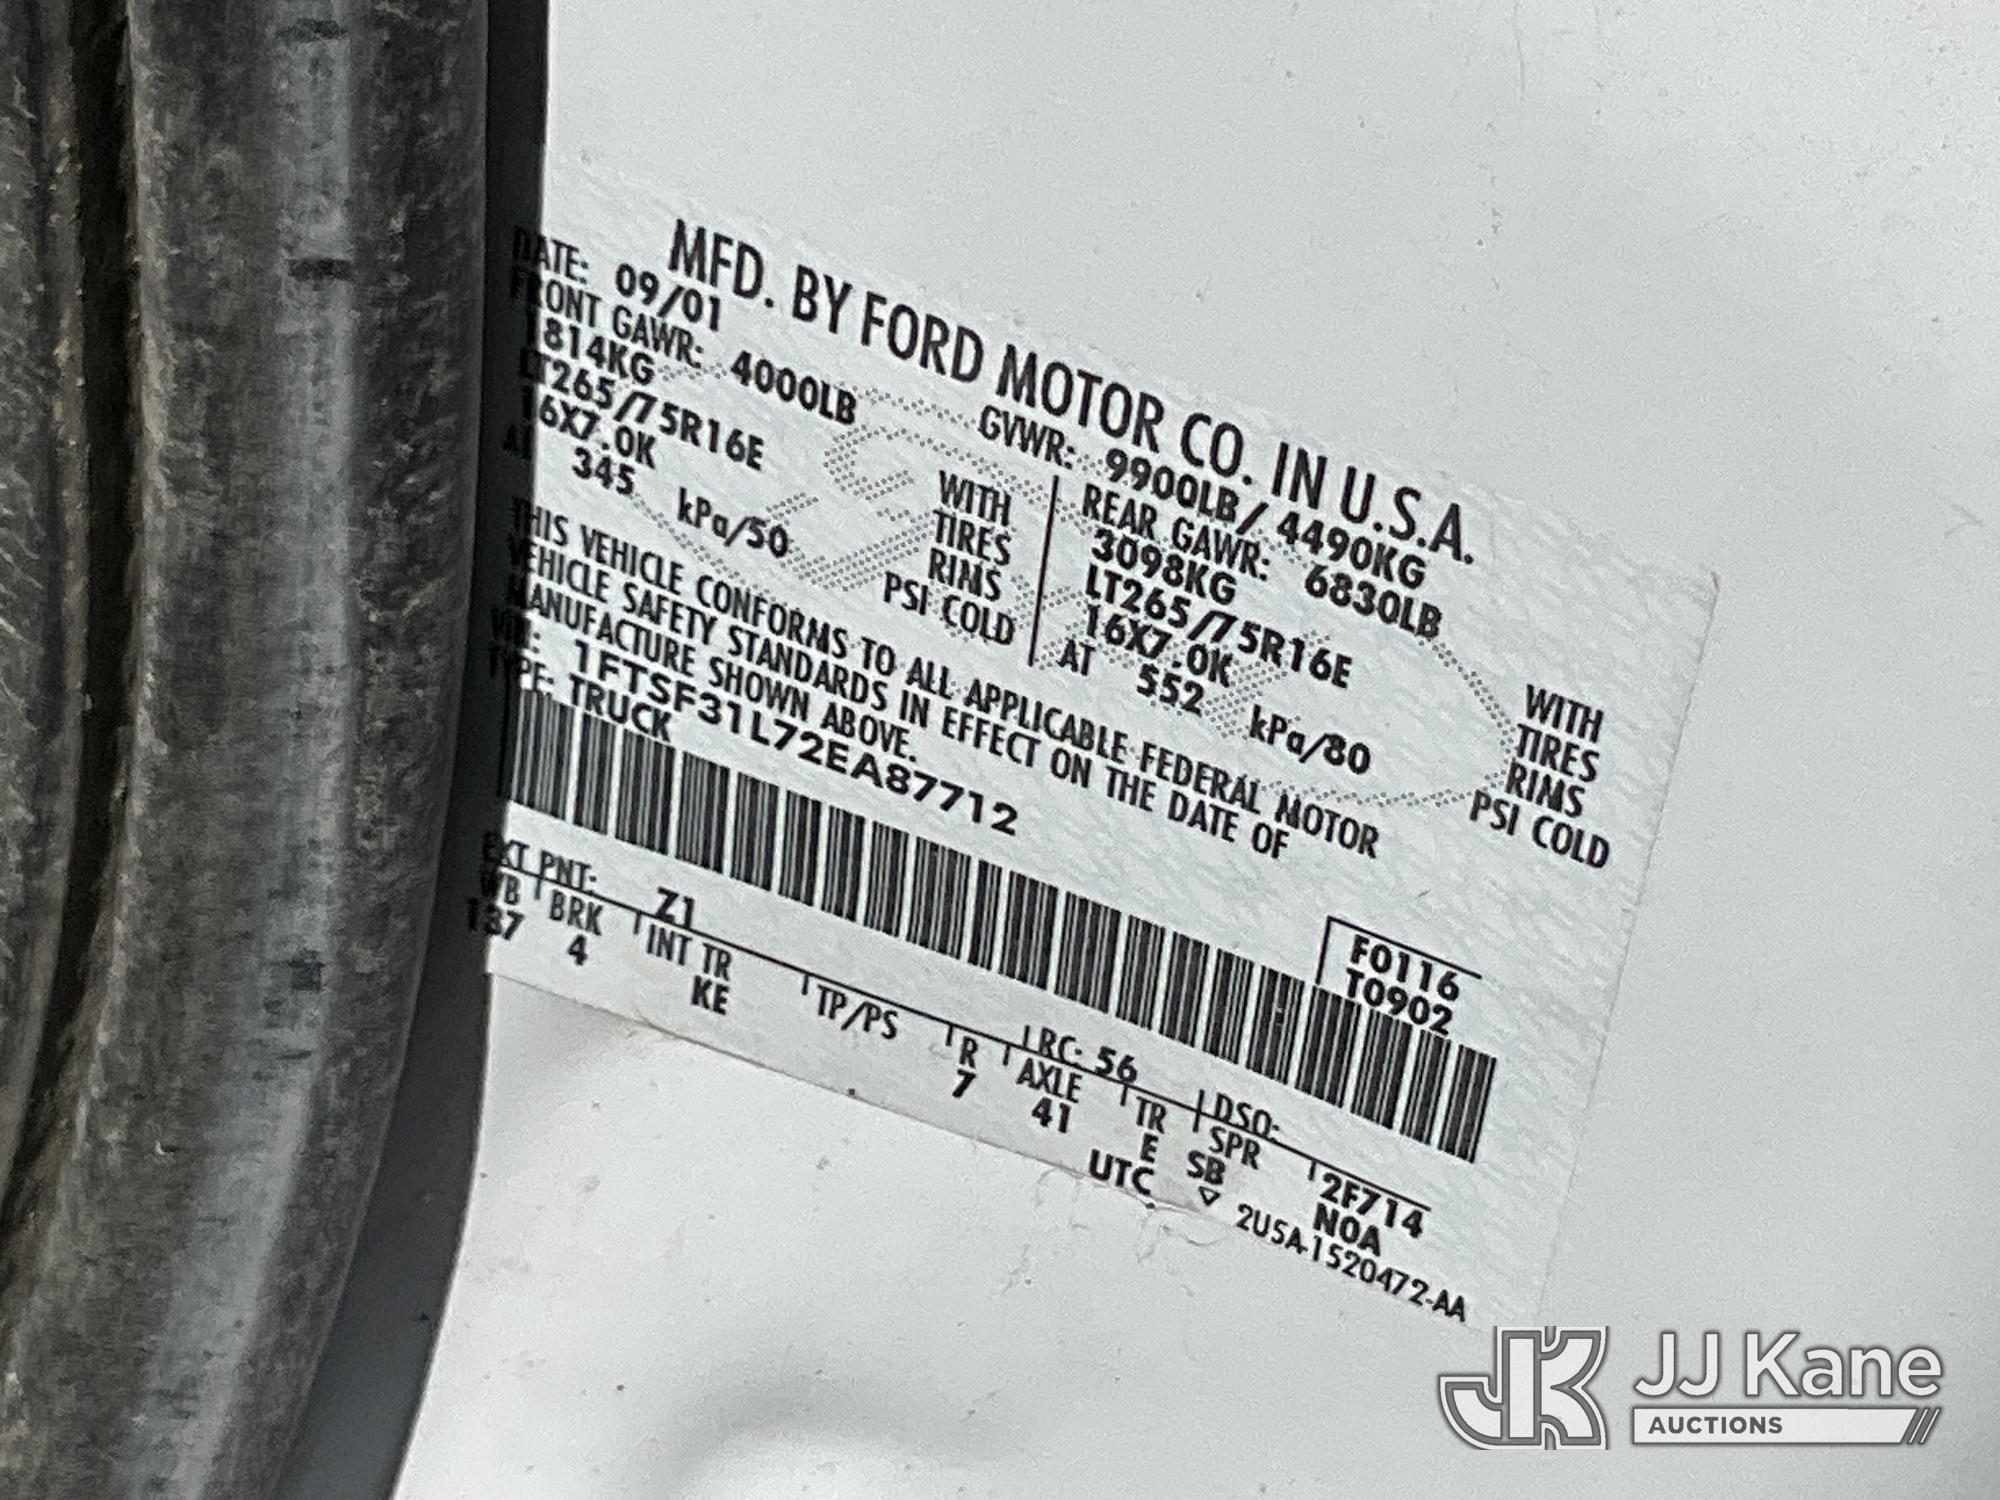 MFD. BY FORD MOTOR CO. IN U.S.A.
DATE: 09/01 GVWR: 9900LB/ 4490KG
FRONT GAWR: 4000LB REAR GAWR: 6830LB
1814KG WITH 3098KG WITH
LT265/75R16E TIRES LT265/75R16E TIRES
16X7.0K RIMS 16X7.0K RIMS
AT 345 kPa/50 PSI COLD AT 552 kPa/80 PSI COLD
THIS VEHICLE CONFORMS TO ALL APPLICABLE FEDERAL MOTOR
VEHICLE SAFETY STANDARDS IN EFFECT ON THE DATE OF
MANUFACTURE SHOWN ABOVE.
VIN: 1FTSF31L72EA87712 F0116
TYPE: TRUCK T0902
EXT PNT: Z1 RC: 56 DSO: 2F714
WB BRK INT TR TP/PS R AXLE TR SPR N0A
137 4 KE 7 41 E SB
UTC ▽ 2U5A-1520472-AA
JK JJ Kane
AUCTIONS